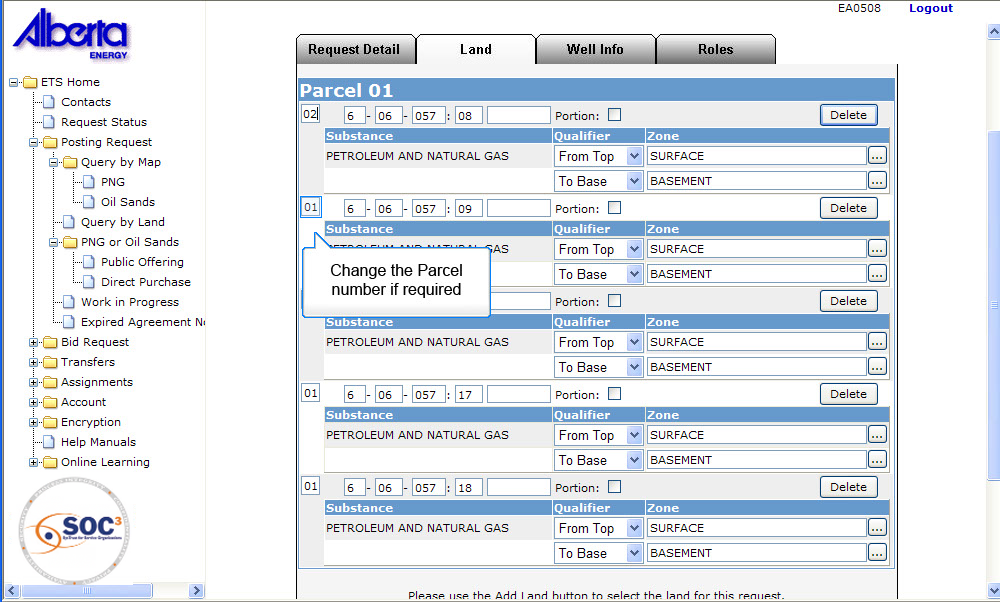 EA0508 Logout
Alberta
ENERGY
ETS Home
Contacts
Request Status
Posting Request
Query by Map
PNG
Oil Sands
Query by Land
PNG or Oil Sands
Public Offering
Direct Purchase
Work in Progress
Expired Agreement No
Bid Request
Transfers
Assignments
Account
Encryption
Help Manuals
Online Learning
SOC3
SysTrust for Service Organizations
Request Detail Land Well Info Roles
Parcel 01
02 6 - 06 - 057 : 08 Portion: Delete
Substance Qualifier Zone
PETROLEUM AND NATURAL GAS From Top SURFACE ...
To Base BASEMENT ...
01 6 - 06 - 057 : 09 Portion: Delete
Substance Qualifier Zone
PETROLEUM AND NATURAL GAS From Top SURFACE ...
To Base BASEMENT ...
Change the Parcel
number if required
Portion: Delete
Substance Qualifier Zone
PETROLEUM AND NATURAL GAS From Top SURFACE ...
To Base BASEMENT ...
01 6 - 06 - 057 : 17 Portion: Delete
Substance Qualifier Zone
PETROLEUM AND NATURAL GAS From Top SURFACE ...
To Base BASEMENT ...
01 6 - 06 - 057 : 18 Portion: Delete
Substance Qualifier Zone
PETROLEUM AND NATURAL GAS From Top SURFACE ...
To Base BASEMENT ...
Please use the Add Land button to select the land for this request.